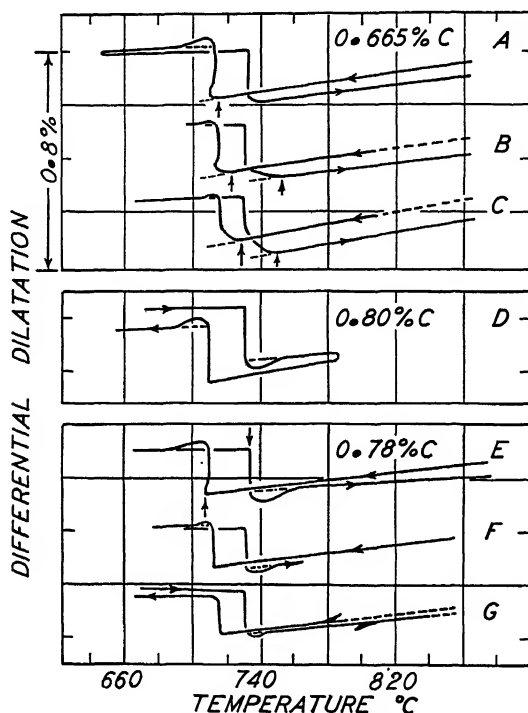 0.665% C
A
0.8%
B
C
DIFFERENTIAL DILATATION
0.80% C
D
0.78% C
E
F
G
660
740
820
TEMPERATURE °C